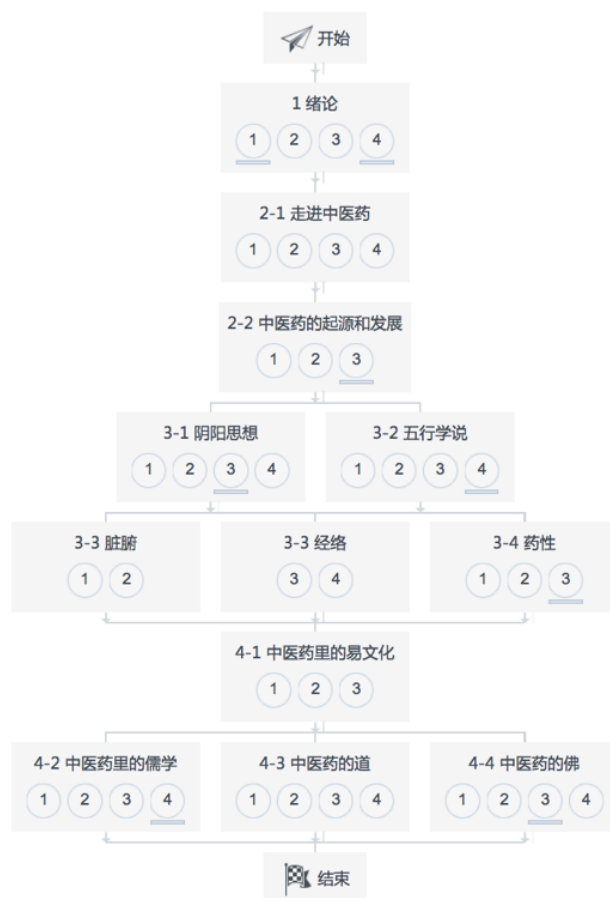 开始
1 绪论
1 2 3 4
2-1 走进中医药
1 2 3 4
2-2 中医药的起源和发展
1 2 3
3-1 阴阳思想
1 2 3 4
3-2 五行学说
1 2 3 4
3-3 脏腑
1 2
3-3 经络
3 4
3-4 药性
1 2 3
4-1 中医药里的易文化
1 2 3
4-2 中医药里的儒学
1 2 3 4
4-3 中医药的道
1 2 3 4
4-4 中医药的佛
1 2 3 4
结束